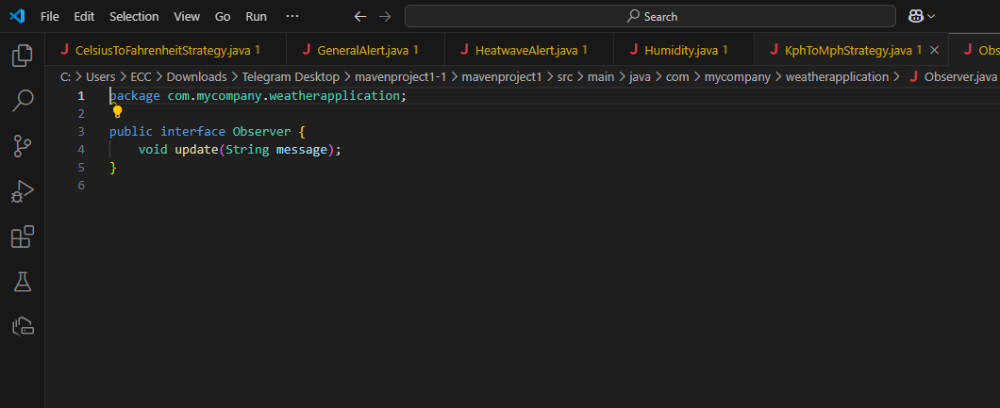 File Edit Selection View Go Run ··· Search
J CelsiusToFahrenheitStrategy.java 1 J GeneralAlert.java 1 J HeatwaveAlert.java 1 J Humidity.java 1 J KphToMphStrategy.java 1 J Obs
C: > Users > ECC > Downloads > Telegram Desktop > mavenproject1-1 > mavenproject1 > src > main > java > com > mycompany > weatherapplication > J Observer.java
1 package com.mycompany.weatherapplication;
2
3 public interface Observer {
4 void update(String message);
5 }
6